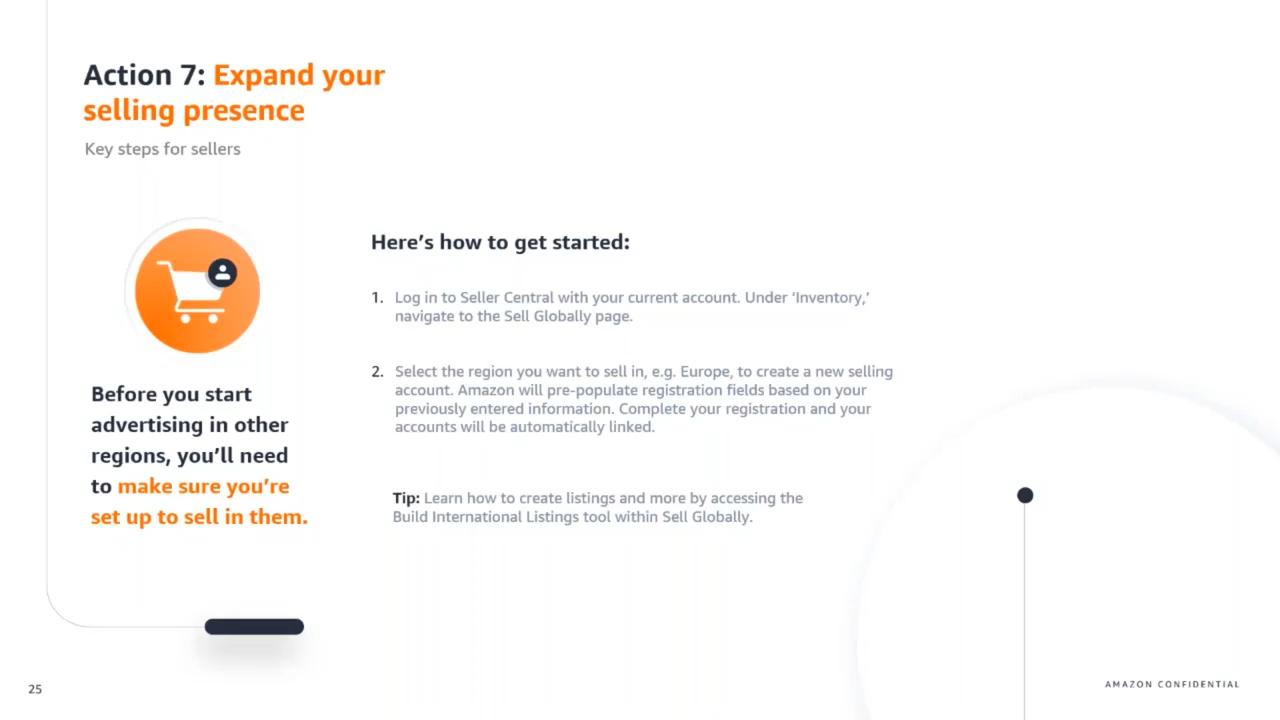 Action 7: Expand your
selling presence
Key steps for sellers
Before you start
advertising in other
regions, you’ll need
to make sure you’re
set up to sell in them.
Here’s how to get started:
1. Log in to Seller Central with your current account. Under ‘Inventory,’
navigate to the Sell Globally page.
2. Select the region you want to sell in, e.g. Europe, to create a new selling
account. Amazon will pre-populate registration fields based on your
previously entered information. Complete your registration and your
accounts will be automatically linked.
Tip: Learn how to create listings and more by accessing the
Build International Listings tool within Sell Globally.
25
AMAZON CONFIDENTIAL